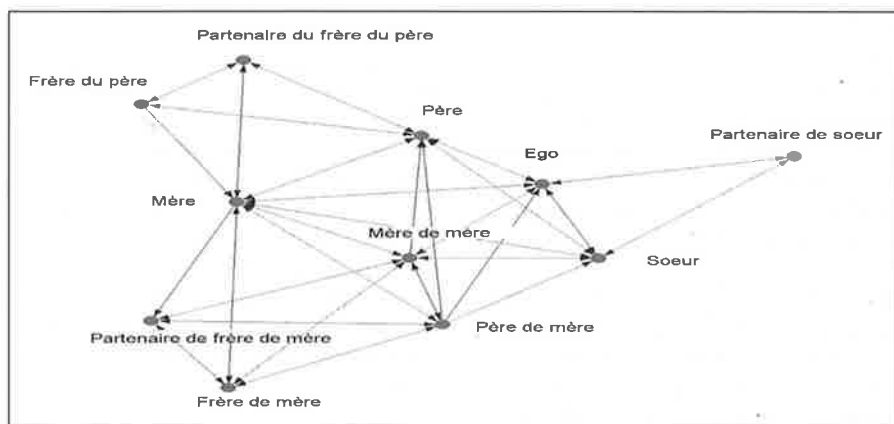 Partenaire du frère du père
Frère du père
Père
Partenaire de soeur
Ego
Mère
Mère de mère
Soeur
Père de mère
Partenaire de frère de mère
Frère de mère